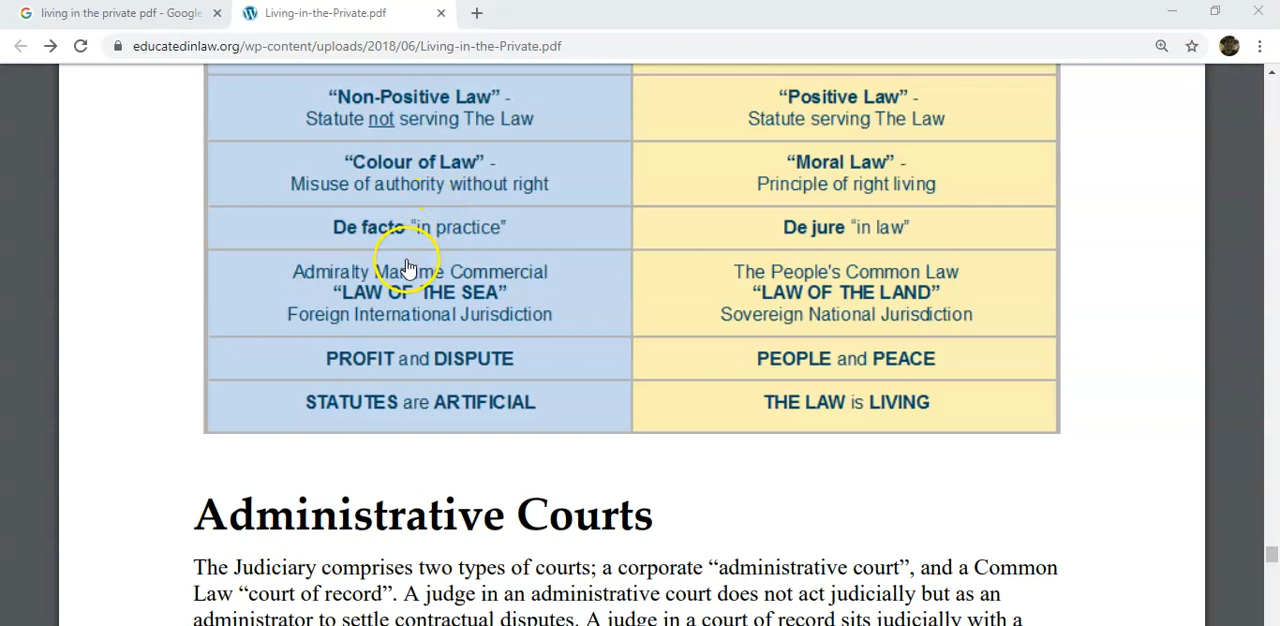 living in the private pdf - Google
Living-in-the-Private.pdf
educatedinlaw.org/wp-content/uploads/2018/06/Living-in-the-Private.pdf
“Non-Positive Law” -
Statute not serving The Law
“Positive Law” -
Statute serving The Law
“Colour of Law” -
Misuse of authority without right
“Moral Law” -
Principle of right living
De facto “in practice”
De jure “in law”
Admiralty Maritime Commercial
“LAW OF THE SEA”
Foreign International Jurisdiction
The People's Common Law
“LAW OF THE LAND”
Sovereign National Jurisdiction
PROFIT and DISPUTE
PEOPLE and PEACE
STATUTES are ARTIFICIAL
THE LAW is LIVING
Administrative Courts
The Judiciary comprises two types of courts; a corporate “administrative court”, and a Common
Law “court of record”. A judge in an administrative court does not act judicially but as an
administrator to settle contractual disputes. A judge in a court of record sits judicially with a